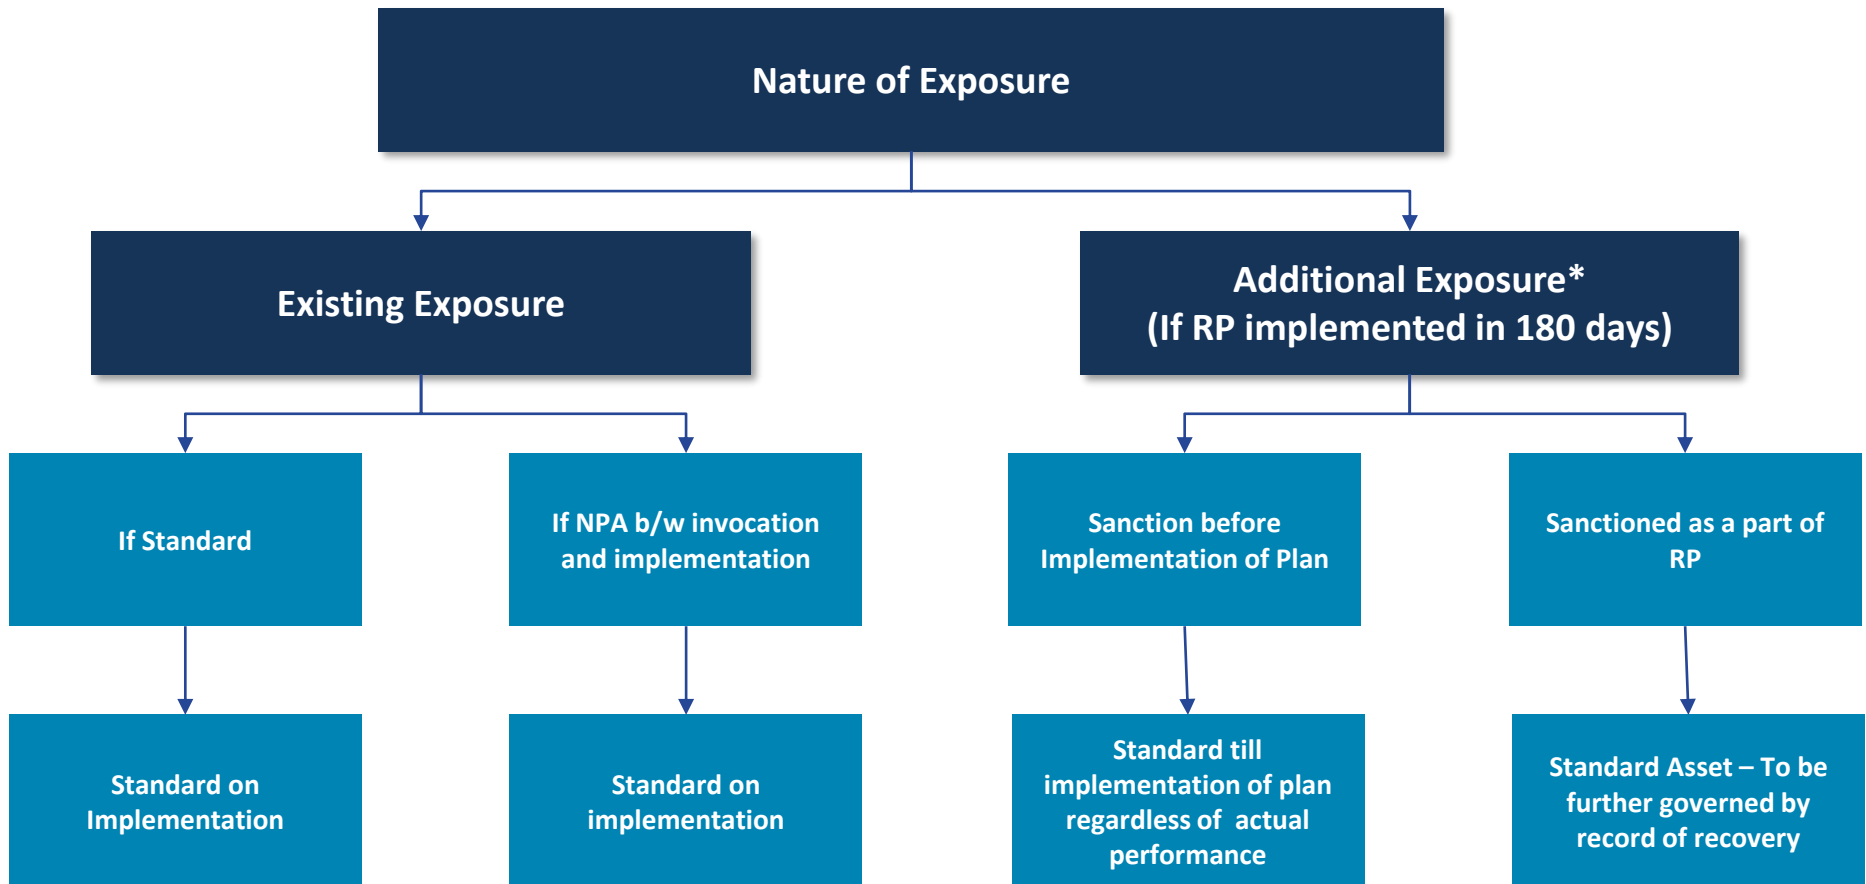 Nature of Exposure
Existing Exposure
Additional Exposure*
(If RP implemented in 180 days)
If Standard
If NPA b/w invocation
and implementation
Sanction before
Implementation of Plan
Sanctioned as a part of
RP
Standard on
Implementation
Standard on
implementation
Standard till
implementation of plan
regardless of actual
performance
Standard Asset – To be
further governed by
record of recovery